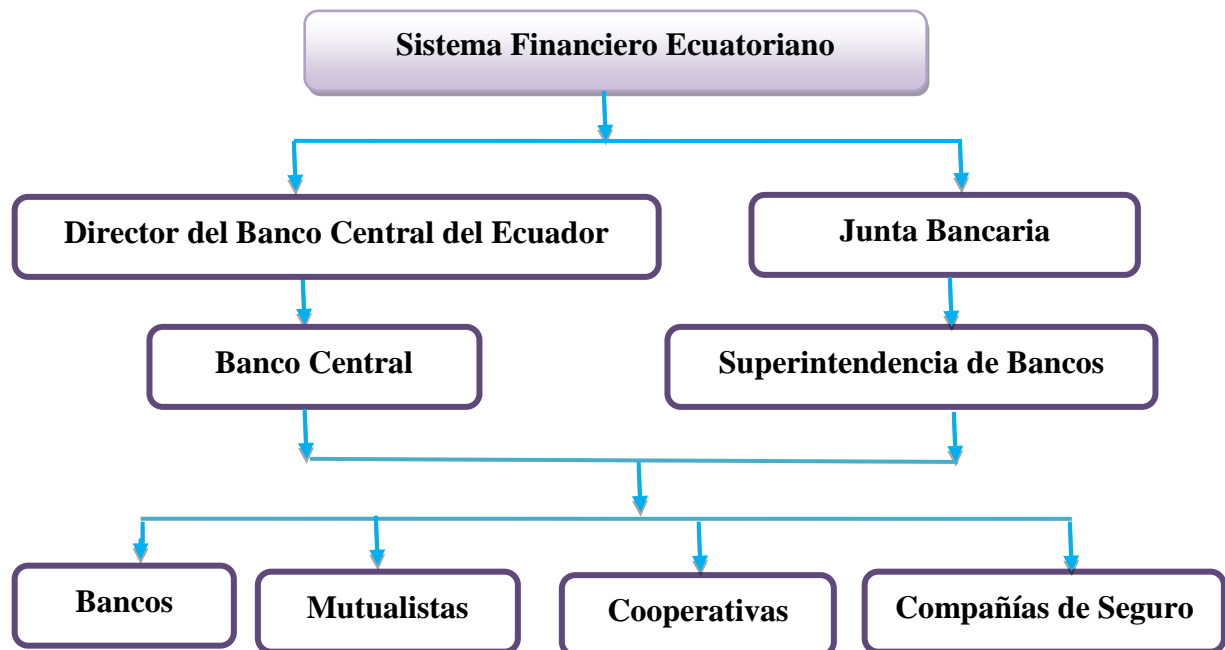 Sistema Financiero Ecuatoriano
Director del Banco Central del Ecuador
Junta Bancaria
Banco Central
Superintendencia de Bancos
Bancos
Mutualistas
Cooperativas
Compañías de Seguro